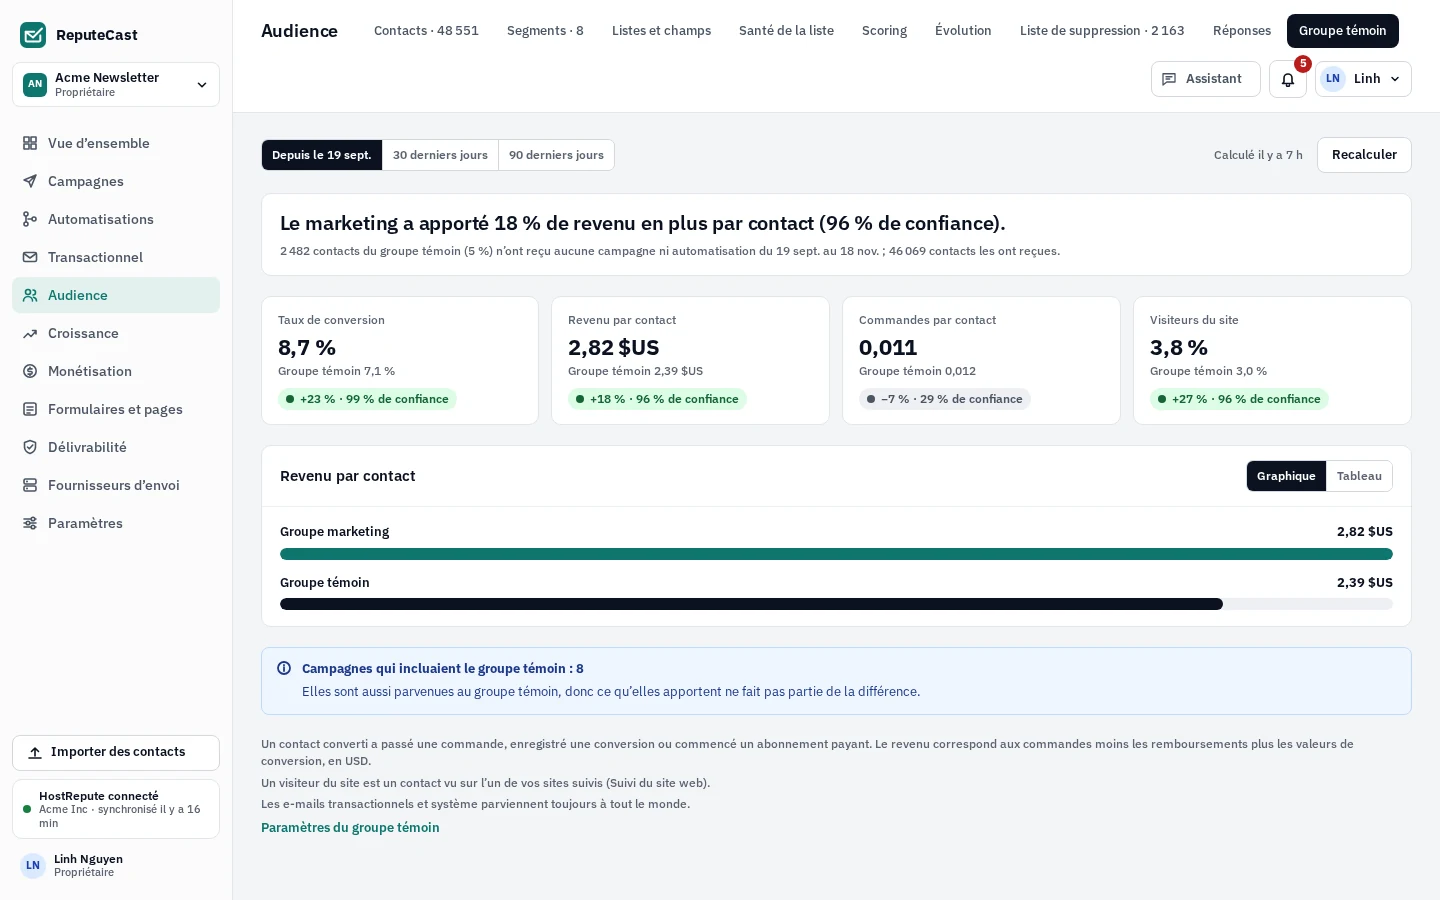 ReputeCast
AN
Acme Newsletter
Propriétaire
Vue d’ensemble
Campagnes
Automatisations
Transactionnel
Audience
Croissance
Monétisation
Formulaires et pages
Délivrabilité
Fournisseurs d’envoi
Paramètres
Importer des contacts
HostRepute connecté
Acme Inc · synchronisé il y a 16
min
LN
Linh Nguyen
Propriétaire
Audience
Contacts · 48 551
Segments · 8
Listes et champs
Santé de la liste
Scoring
Évolution
Liste de suppression · 2 163
Réponses
Groupe témoin
Assistant
5
LN
Linh
Depuis le 19 sept.
30 derniers jours
90 derniers jours
Calculé il y a 7 h
Recalculer
Le marketing a apporté 18 % de revenu en plus par contact (96 % de confiance).
2 482 contacts du groupe témoin (5 %) n’ont reçu aucune campagne ni automatisation du 19 sept. au 18 nov. ; 46 069 contacts les ont reçues.
Taux de conversion
8,7 %
Groupe témoin 7,1 %
+23 % · 99 % de confiance
Revenu par contact
2,82 $US
Groupe témoin 2,39 $US
+18 % · 96 % de confiance
Commandes par contact
0,011
Groupe témoin 0,012
−7 % · 29 % de confiance
Visiteurs du site
3,8 %
Groupe témoin 3,0 %
+27 % · 96 % de confiance
Revenu par contact
Graphique
Tableau
Groupe marketing
2,82 $US
Groupe témoin
2,39 $US
Campagnes qui incluaient le groupe témoin : 8
Elles sont aussi parvenues au groupe témoin, donc ce qu’elles apportent ne fait pas partie de la différence.
Un contact converti a passé une commande, enregistré une conversion ou commencé un abonnement payant. Le revenu correspond aux commandes moins les remboursements plus les valeurs de
conversion, en USD.
Un visiteur du site est un contact vu sur l’un de vos sites suivis (Suivi du site web).
Les e-mails transactionnels et système parviennent toujours à tout le monde.
Paramètres du groupe témoin